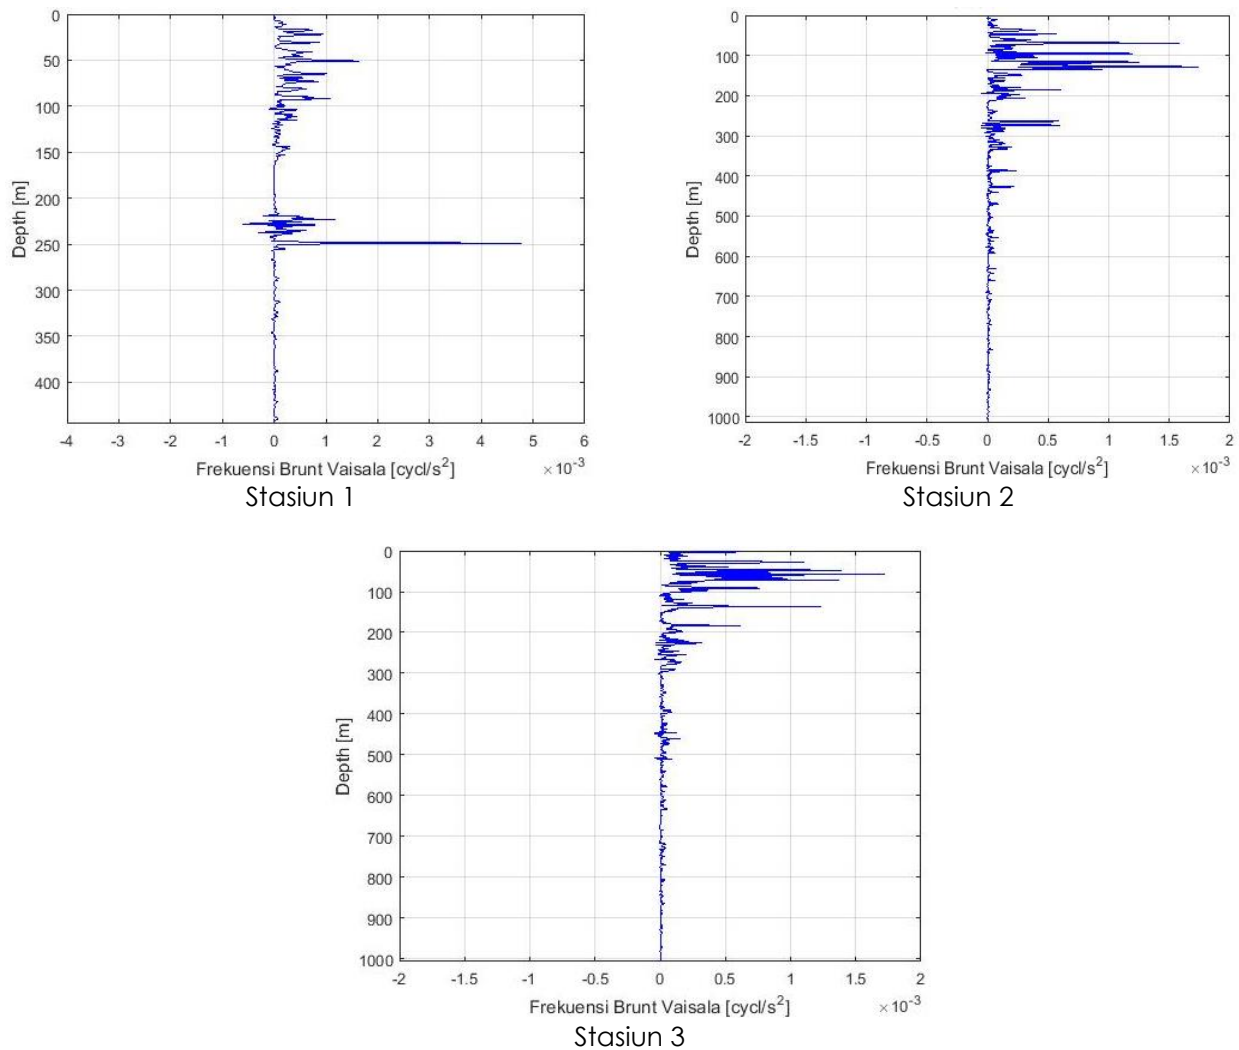 0
50
100
150
200
250
300
350
400
Depth [m]
-4 -3 -2 -1 0 1 2 3 4 5 6
Frekuensi Brunt Vaisala [cycl/s²]
×10⁻³
Stasiun 1
0
100
200
300
400
500
600
700
800
900
1000
Depth [m]
-2 -1.5 -1 -0.5 0 0.5 1 1.5 2
Frekuensi Brunt Vaisala [cycl/s²]
×10⁻³
Stasiun 2
0
100
200
300
400
500
600
700
800
900
1000
Depth [m]
-2 -1.5 -1 -0.5 0 0.5 1 1.5 2
Frekuensi Brunt Vaisala [cycl/s²]
×10⁻³
Stasiun 3